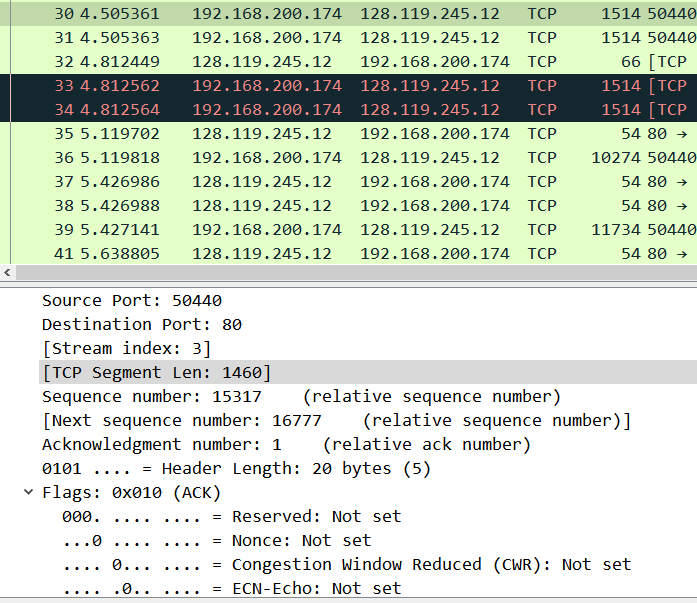 30 4.505361 192.168.200.174 128.119.245.12 TCP 1514 50440
31 4.505363 192.168.200.174 128.119.245.12 TCP 1514 50440
32 4.812449 128.119.245.12 192.168.200.174 TCP 66 [TCP
33 4.812562 192.168.200.174 128.119.245.12 TCP 1514 [TCP
34 4.812564 192.168.200.174 128.119.245.12 TCP 1514 [TCP
35 5.119702 128.119.245.12 192.168.200.174 TCP 54 80 →
36 5.119818 192.168.200.174 128.119.245.12 TCP 10274 50440
37 5.426986 128.119.245.12 192.168.200.174 TCP 54 80 →
38 5.426988 128.119.245.12 192.168.200.174 TCP 54 80 →
39 5.427141 192.168.200.174 128.119.245.12 TCP 11734 50440
41 5.638805 128.119.245.12 192.168.200.174 TCP 54 80 →
Source Port: 50440
Destination Port: 80
[Stream index: 3]
[TCP Segment Len: 1460]
Sequence number: 15317 (relative sequence number)
[Next sequence number: 16777 (relative sequence number)]
Acknowledgment number: 1 (relative ack number)
0101 .... = Header Length: 20 bytes (5)
Flags: 0x010 (ACK)
000. .... .... = Reserved: Not set
...0 .... .... = Nonce: Not set
.... 0... .... = Congestion Window Reduced (CWR): Not set
.... .0.. .... = ECN-Echo: Not set